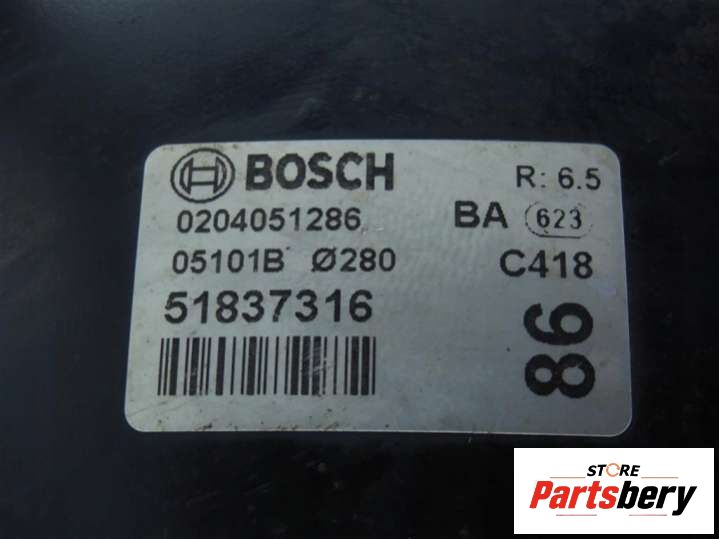 BOSCH R: 6.5
0204051286 BA 623
05101B Ø280 C418
51837316
86
STORE
Partsbery